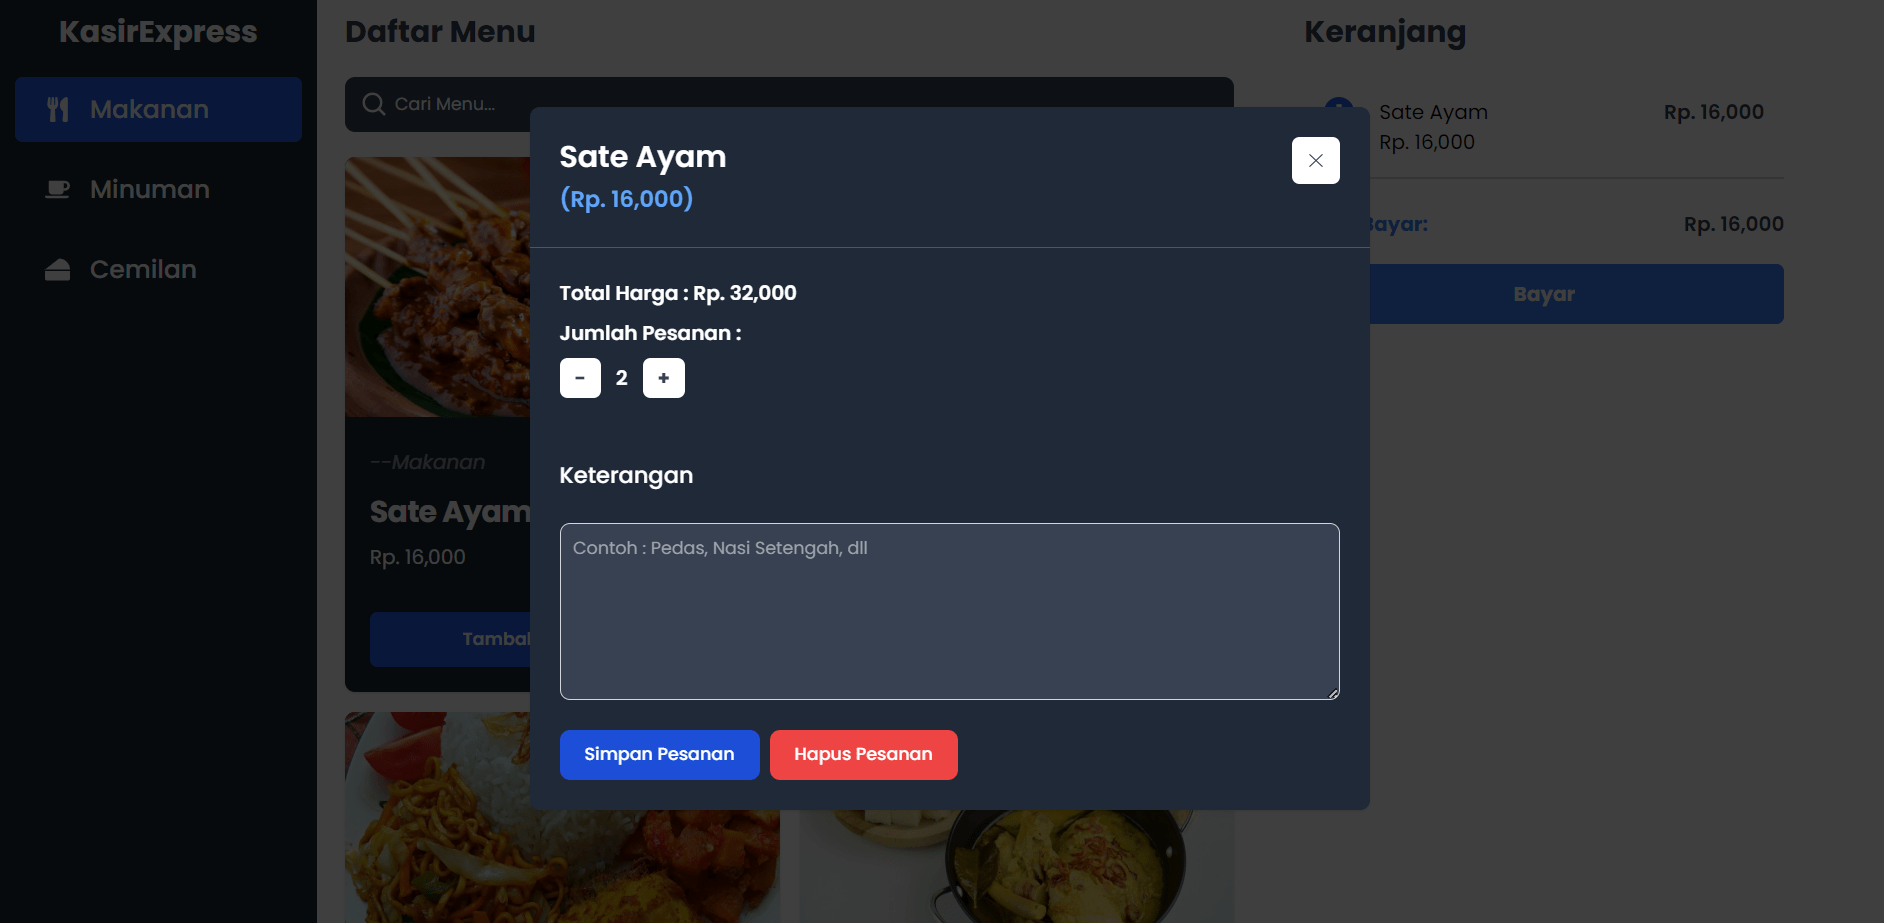 KasirExpress
Makanan
Minuman
Cemilan
Daftar Menu
Cari Menu...
--Makanan
Sate Ayam
Rp. 16,000
Sate Ayam
(Rp. 16,000)
Total Harga : Rp. 32,000
Jumlah Pesanan :
- 2 +
Keterangan
Contoh : Pedas, Nasi Setengah, dll
Simpan Pesanan
Hapus Pesanan
Keranjang
Sate Ayam
Rp. 16,000
Rp. 16,000
Bayar:
Rp. 16,000
Bayar